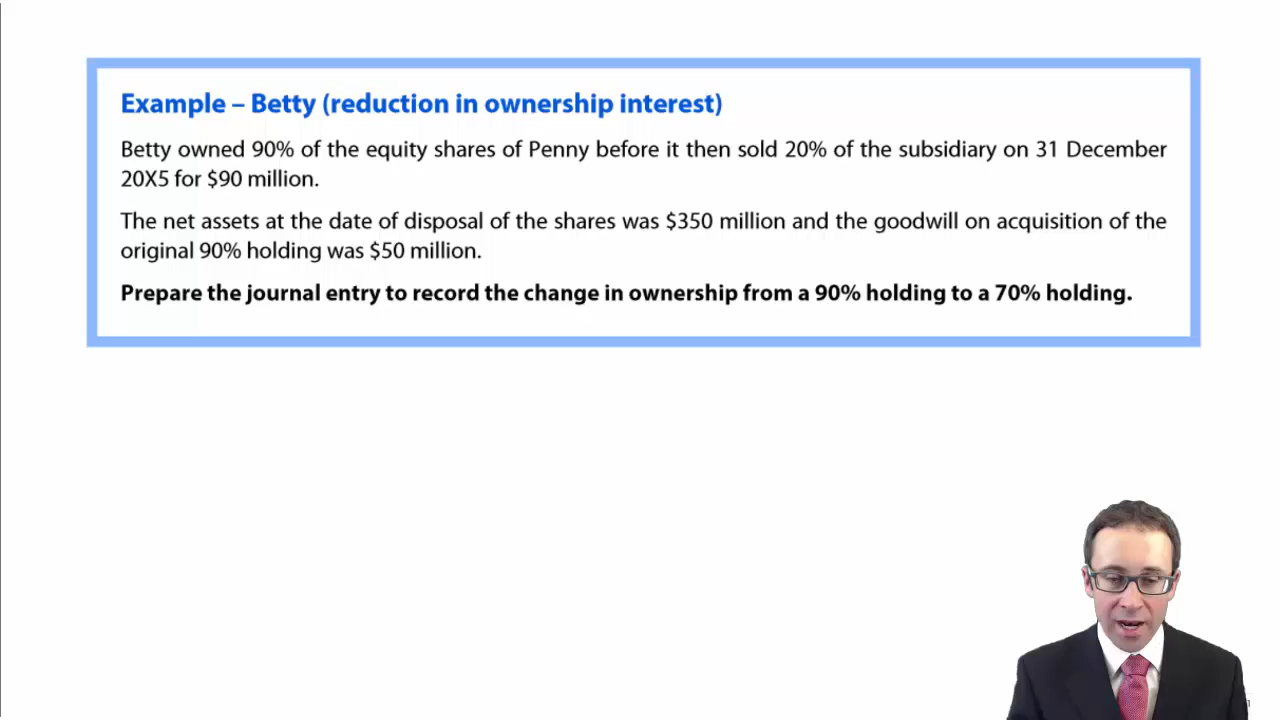 Example – Betty (reduction in ownership interest)
Betty owned 90% of the equity shares of Penny before it then sold 20% of the subsidiary on 31 December
20X5 for $90 million.
The net assets at the date of disposal of the shares was $350 million and the goodwill on acquisition of the
original 90% holding was $50 million.
Prepare the journal entry to record the change in ownership from a 90% holding to a 70% holding.